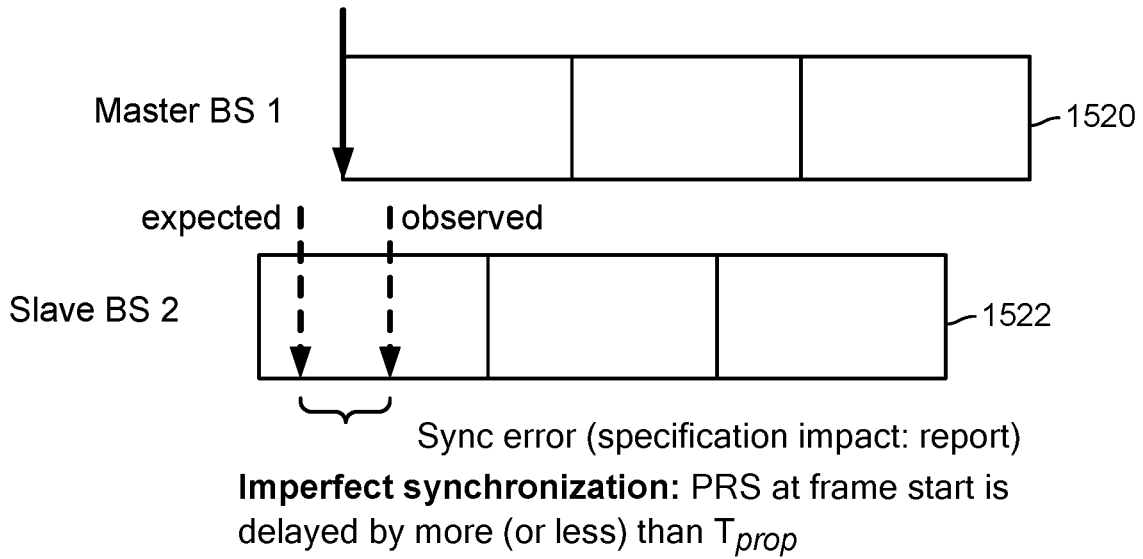 Master BS 1
1520
expected observed
Slave BS 2
1522
Sync error (specification impact: report)
Imperfect synchronization: PRS at frame start is
delayed by more (or less) than Tprop